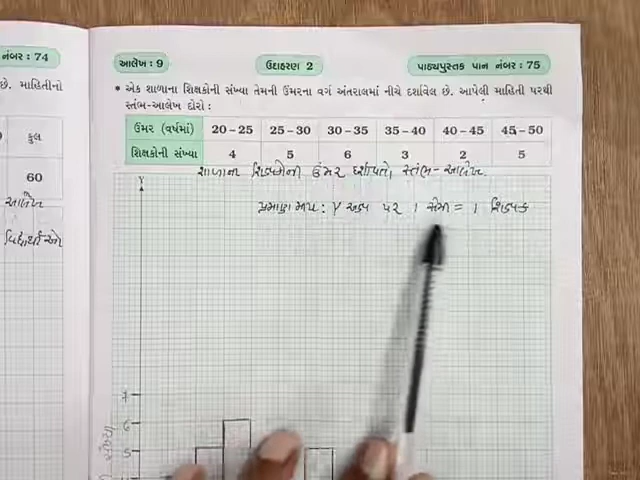 નંબર : 74
આલેખ : 9
ઉદાહરણ 2
પાઠ્યપુસ્તક પાન નંબર : 75
છે. માહિતીનો
* એક શાળાના શિક્ષકોની સંખ્યા તેમની ઉંમરના વર્ગ અંતરાલમાં નીચે દર્શાવેલ છે. આપેલી માહિતી પરથી
સ્તંભ-આલેખ દોરો :
કુલ
60
ઉંમર (વર્ષમાં) 20 – 25 25 – 30 30 – 35 35 – 40 40 – 45 45 – 50
શિક્ષકોની સંખ્યા 4 5 6 3 2 5
શાળાના શિક્ષકોની ઉંમર દર્શાવતો સ્તંભ - આલેખ
આલેખ
Y
પ્રમાણમાપ : Y અક્ષ પર 1 સેમી = 1 શિક્ષક
7
6
5
સંખ્યા